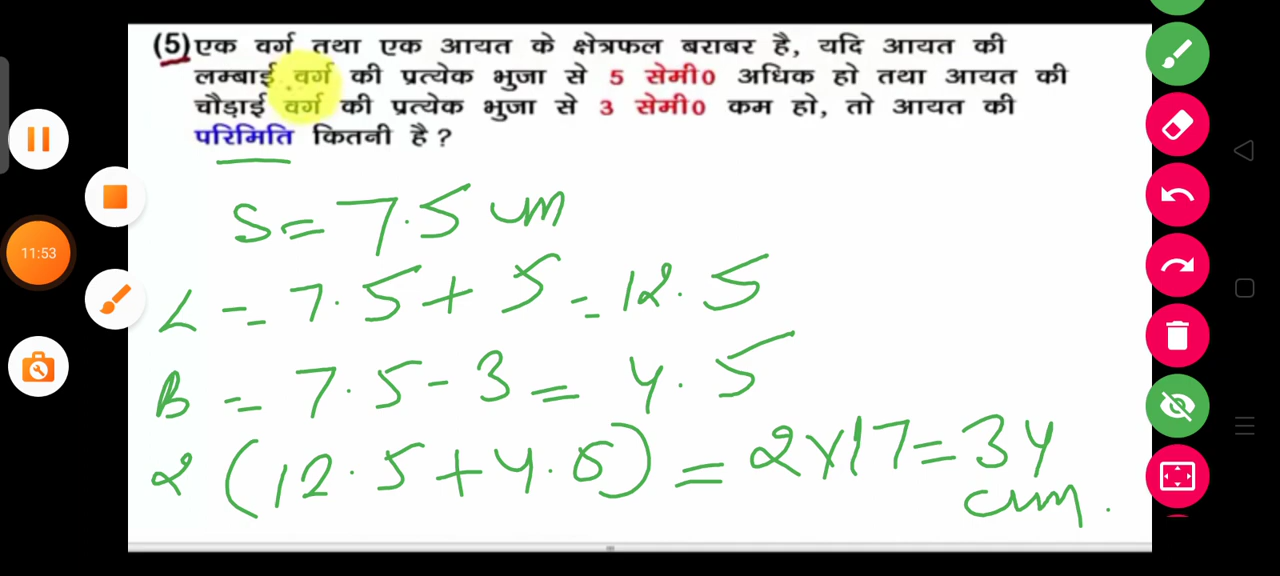 (5) एक वर्ग तथा एक आयत के क्षेत्रफल बराबर है, यदि आयत की
लम्बाई वर्ग की प्रत्येक भुजा से 5 सेमी0 अधिक हो तथा आयत की
चौड़ाई वर्ग की प्रत्येक भुजा से 3 सेमी0 कम हो, तो आयत की
परिमिति कितनी है ?
S = 7.5 cm
L = 7.5 + 5 = 12.5
B = 7.5 - 3 = 4.5
2 (12.5 + 4.5) = 2 × 17 = 34
cm.
11:53